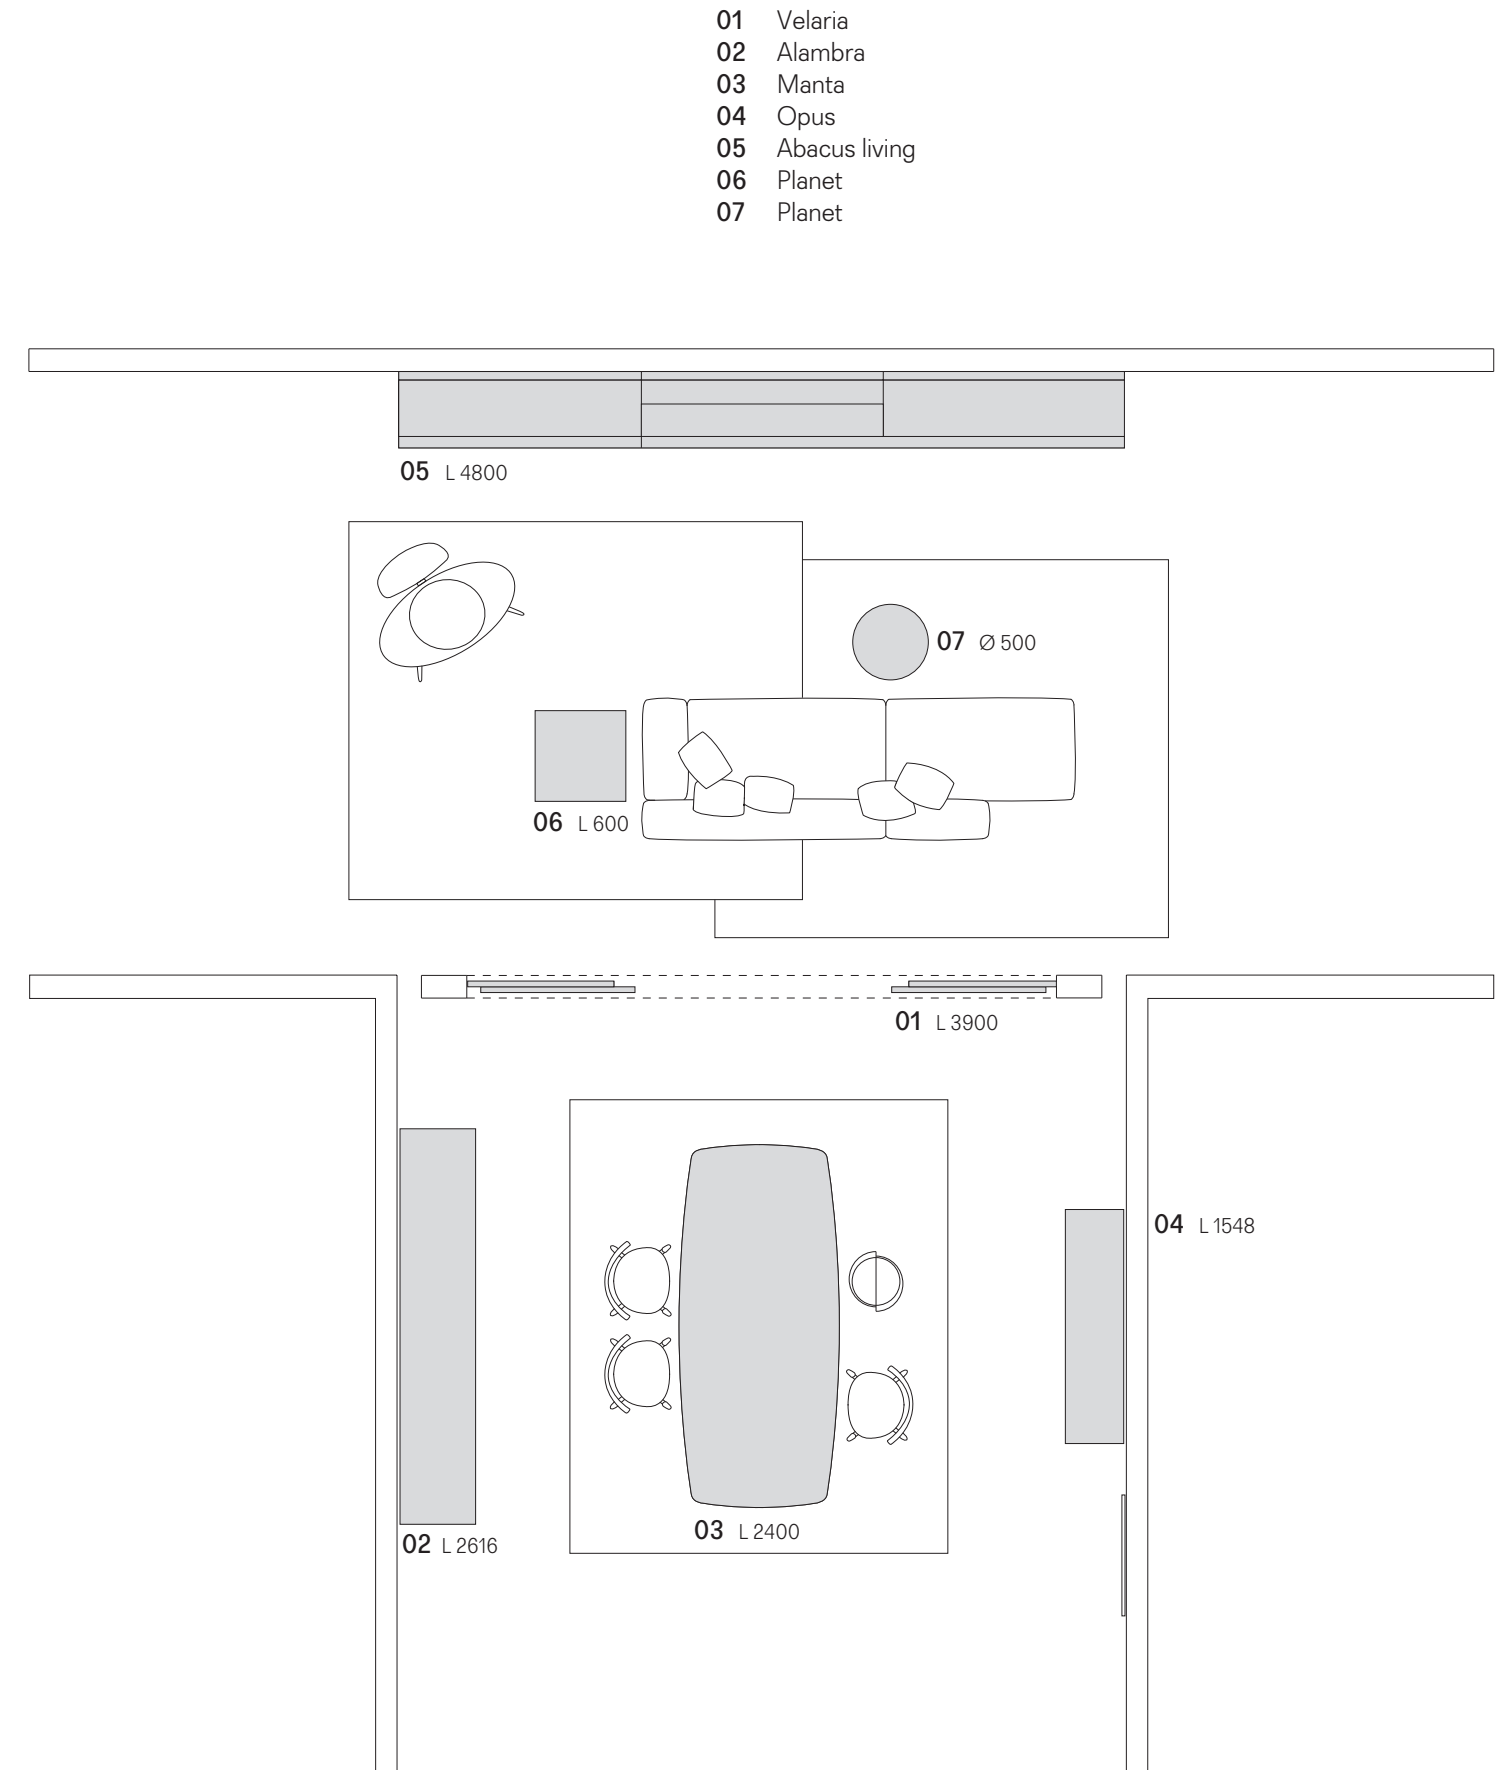 01 Velaria
02 Alambra
03 Manta
04 Opus
05 Abacus living
06 Planet
07 Planet
05 L 4800
07 Ø 500
06 L 600
01 L 3900
04 L 1548
03 L 2400
02 L 2616